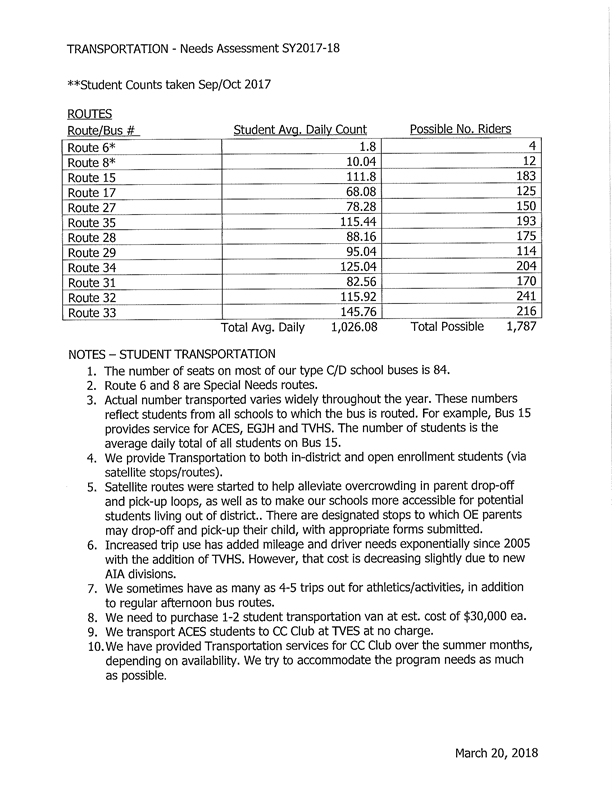 TRANSPORTATION - Needs Assessment SY2017-18
**Student Counts taken Sep/Oct 2017
ROUTES
Route/Bus # Student Avg. Daily Count Possible No. Riders
Route 6* 1.8 4
Route 8* 10.04 12
Route 15 111.8 183
Route 17 68.08 125
Route 27 78.28 150
Route 35 115.44 193
Route 28 88.16 175
Route 29 95.04 114
Route 34 125.04 204
Route 31 82.56 170
Route 32 115.92 241
Route 33 145.76 216
Total Avg. Daily 1,026.08 Total Possible 1,787
NOTES – STUDENT TRANSPORTATION
1. The number of seats on most of our type C/D school buses is 84.
2. Route 6 and 8 are Special Needs routes.
3. Actual number transported varies widely throughout the year. These numbers
reflect students from all schools to which the bus is routed. For example, Bus 15
provides service for ACES, EGJH and TVHS. The number of students is the
average daily total of all students on Bus 15.
4. We provide Transportation to both in-district and open enrollment students (via
satellite stops/routes).
5. Satellite routes were started to help alleviate overcrowding in parent drop-off
and pick-up loops, as well as to make our schools more accessible for potential
students living out of district.. There are designated stops to which OE parents
may drop-off and pick-up their child, with appropriate forms submitted.
6. Increased trip use has added mileage and driver needs exponentially since 2005
with the addition of TVHS. However, that cost is decreasing slightly due to new
AIA divisions.
7. We sometimes have as many as 4-5 trips out for athletics/activities, in addition
to regular afternoon bus routes.
8. We need to purchase 1-2 student transportation van at est. cost of $30,000 ea.
9. We transport ACES students to CC Club at TVES at no charge.
10. We have provided Transportation services for CC Club over the summer months,
depending on availability. We try to accommodate the program needs as much
as possible.
March 20, 2018